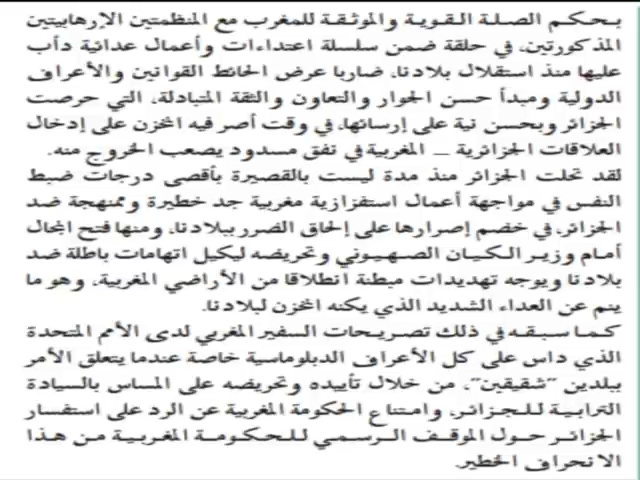 بحكم الصلة القوية والموثقة للمغرب مع المنظمتين الإرهابيتين
المذكورتين، في حلقة ضمن سلسلة اعتداءات وأعمال عدائية دأب
عليها منذ استقلال بلادنا، ضاربا عرض الحائط القوانين والأعراف
الدولية ومبدأ حسن الجوار والتعاون والثقة المتبادلة، التي حرصت
الجزائر وبحسن نية على إرسائها، في وقت أصر فيه المخزن على إدخال
العلاقات الجزائرية _ المغربية في نفق مسدود يصعب الخروج منه.
لقد تحلت الجزائر منذ مدة ليست بالقصيرة بأقصى درجات ضبط
النفس في مواجهة أعمال استفزازية مغربية جد خطيرة وممنهجة ضد
الجزائر، في خضم إصرارها على إلحاق الضرر ببلادنا، ومنها فتح المجال
أمام وزير الكيان الصهيوني وتحريضه ليكيل اتهامات باطلة ضد
بلادنا ويوجه تهديدات مبطنة انطلاقا من الأراضي المغربية، وهو ما
ينم عن العداء الشديد الذي يكنه المخزن لبلادنا.
كما سبقه في ذلك تصريحات السفير المغربي لدى الأمم المتحدة
الذي داس على كل الأعراف الدبلوماسية خاصة عندما يتعلق الأمر
ببلدين "شقيقين"، من خلال تأييده وتحريضه على المساس بالسيادة
الترابية للجزائر، وامتناع الحكومة المغربية عن الرد على استفسار
الجزائر حول الموقف الرسمي للحكومة المغربية من هذا
الانحراف الخطير.